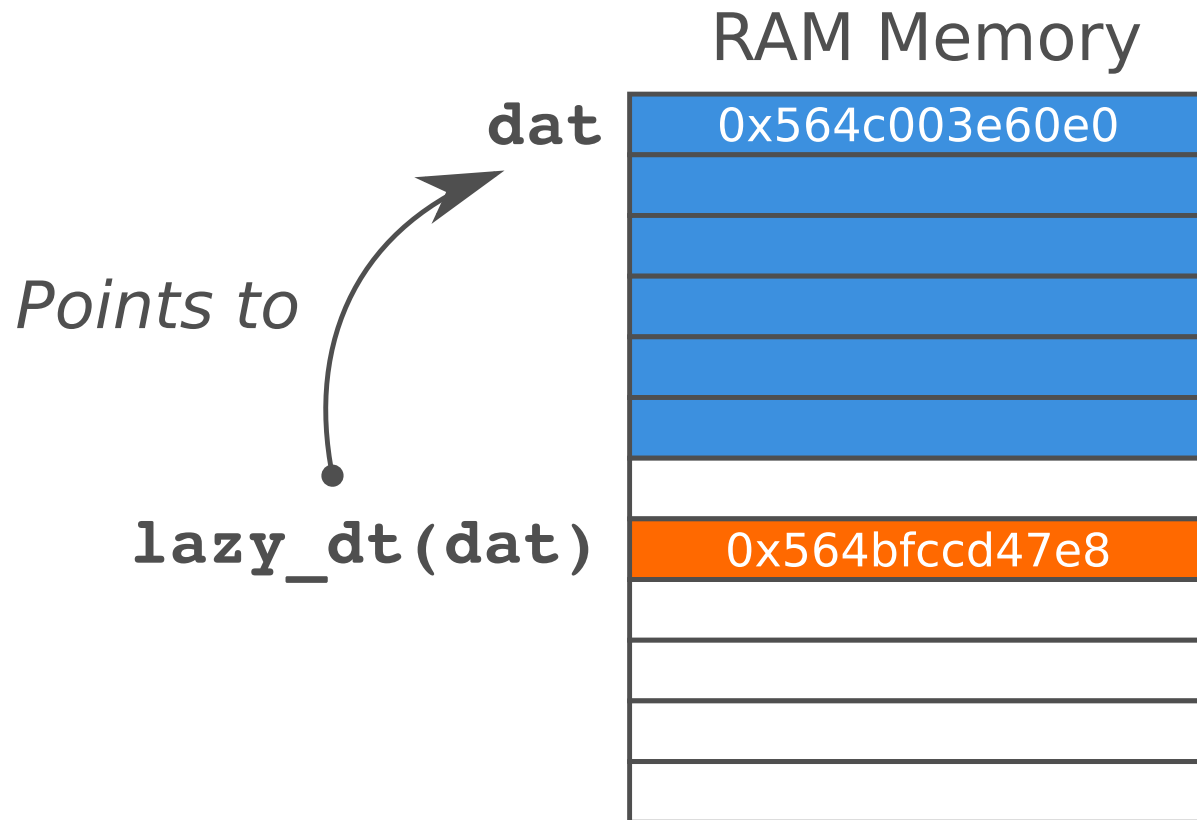 RAM Memory
dat
0x564c003e60e0
Points to
lazy_dt(dat)
0x564bfccd47e8